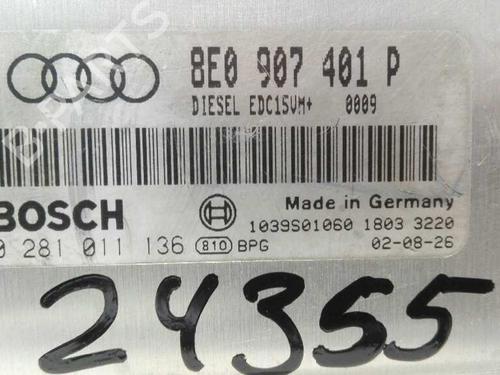 8E0 907 401 P
DIESEL EDC15VM+ 0009
BOSCH
Made in Germany
1039S01060 1803 3220
0 281 011 136 810 BPG 02-08-26
24355